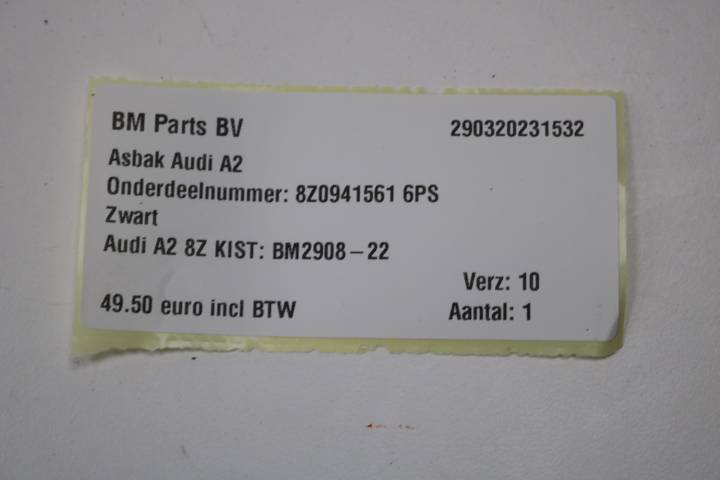 BM Parts BV 290320231532
Asbak Audi A2
Onderdeelnummer: 8Z0941561 6PS
Zwart
Audi A2 8Z KIST: BM2908-22
Verz: 10
49.50 euro incl BTW Aantal: 1